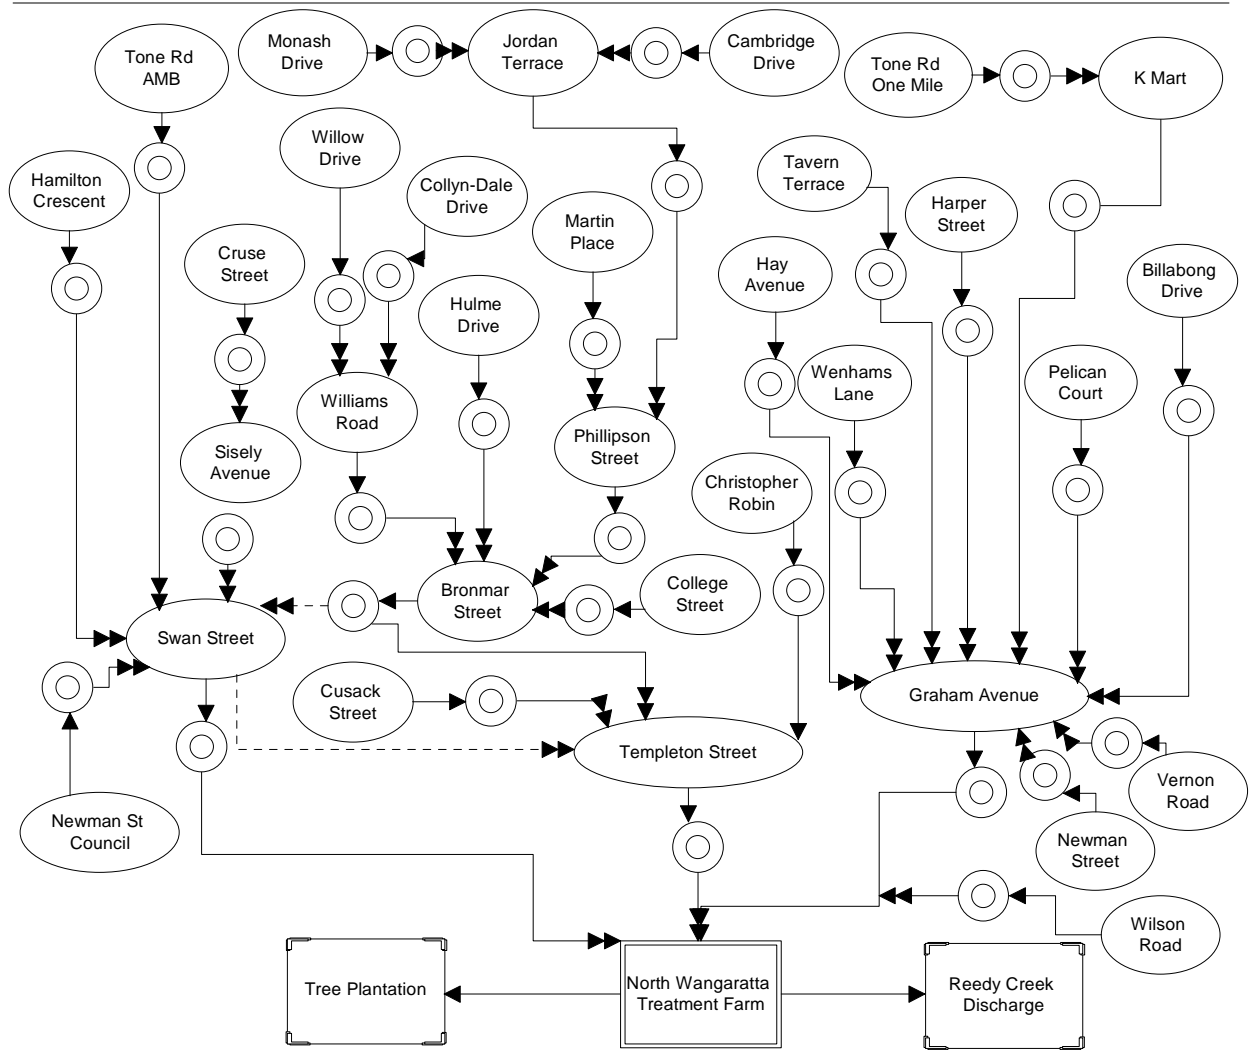 Monash
Drive
Jordan
Terrace
Cambridge
Drive
Tone Rd
AMB
Tone Rd
One Mile
K Mart
Willow
Drive
Tavern
Terrace
Hamilton
Crescent
Collyn-Dale
Drive
Harper
Street
Martin
Place
Cruse
Street
Hay
Avenue
Billabong
Drive
Hulme
Drive
Wenhams
Lane
Pelican
Court
Williams
Road
Phillipson
Street
Sisely
Avenue
Christopher
Robin
Bronmar
Street
College
Street
Swan Street
Cusack
Street
Graham Avenue
Templeton Street
Vernon
Road
Newman St
Council
Newman
Street
Wilson
Road
Tree Plantation
North Wangaratta
Treatment Farm
Reedy Creek
Discharge